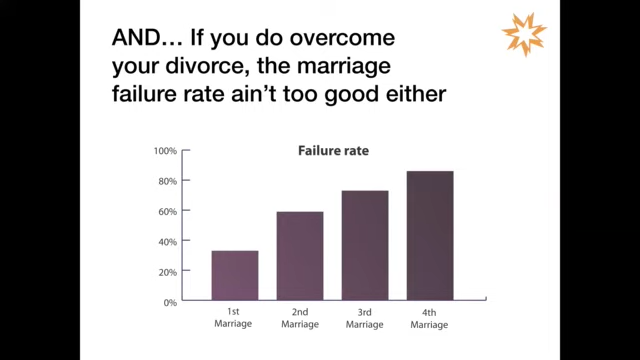 AND... If you do overcome
your divorce, the marriage
failure rate ain't too good either
Failure rate
100%
80%
60%
40%
20%
0%
1st
Marriage
2nd
Marriage
3rd
Marriage
4th
Marriage